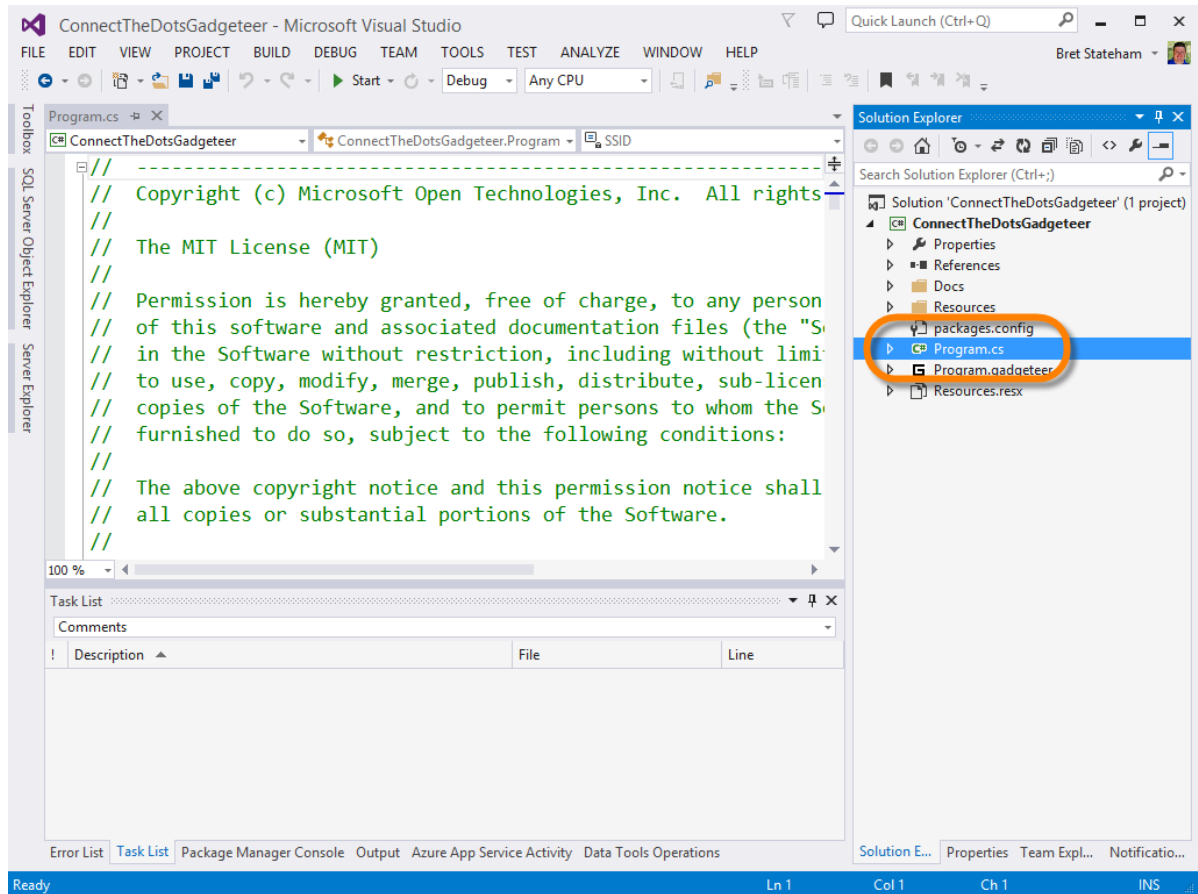 ConnectTheDotsGadgeteer - Microsoft Visual Studio
Quick Launch (Ctrl+Q)
FILE EDIT VIEW PROJECT BUILD DEBUG TEAM TOOLS TEST ANALYZE WINDOW HELP
Bret Stateham
Start Debug Any CPU
Toolbox
SQL Server Object Explorer
Server Explorer
Program.cs
ConnectTheDotsGadgeteer ConnectTheDotsGadgeteer.Program SSID
// -----------------------------------------------------------
// Copyright (c) Microsoft Open Technologies, Inc.  All rights
//
// The MIT License (MIT)
//
// Permission is hereby granted, free of charge, to any person
// of this software and associated documentation files (the "S
// in the Software without restriction, including without limi
// to use, copy, modify, merge, publish, distribute, sub-licen
// copies of the Software, and to permit persons to whom the S
// furnished to do so, subject to the following conditions:
//
// The above copyright notice and this permission notice shall
// all copies or substantial portions of the Software.
//
100 %
Task List
Comments
! Description File Line
Error List Task List Package Manager Console Output Azure App Service Activity Data Tools Operations
Solution Explorer
Search Solution Explorer (Ctrl+;)
Solution 'ConnectTheDotsGadgeteer' (1 project)
C# ConnectTheDotsGadgeteer
Properties
References
Docs
Resources
packages.config
C# Program.cs
Program.gadgeteer
Resources.resx
Solution E... Properties Team Expl... Notificatio...
Ready Ln 1 Col 1 Ch 1 INS